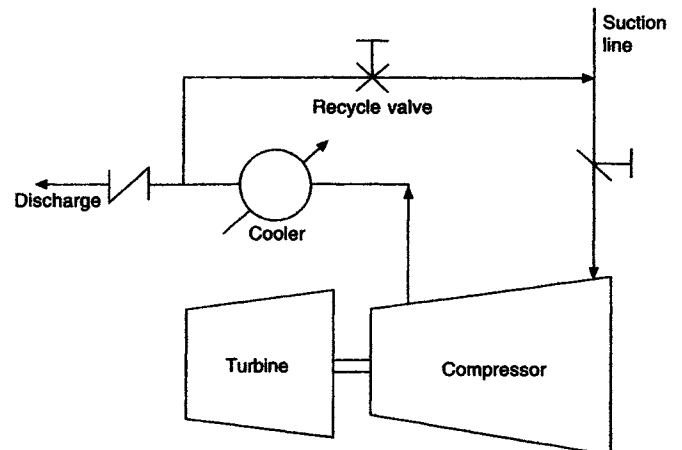 Suction
line
Recycle valve
Discharge
Cooler
Turbine
Compressor